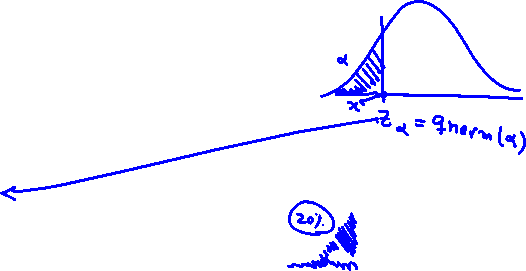 α
x
z_α = qnorm(α)
20%